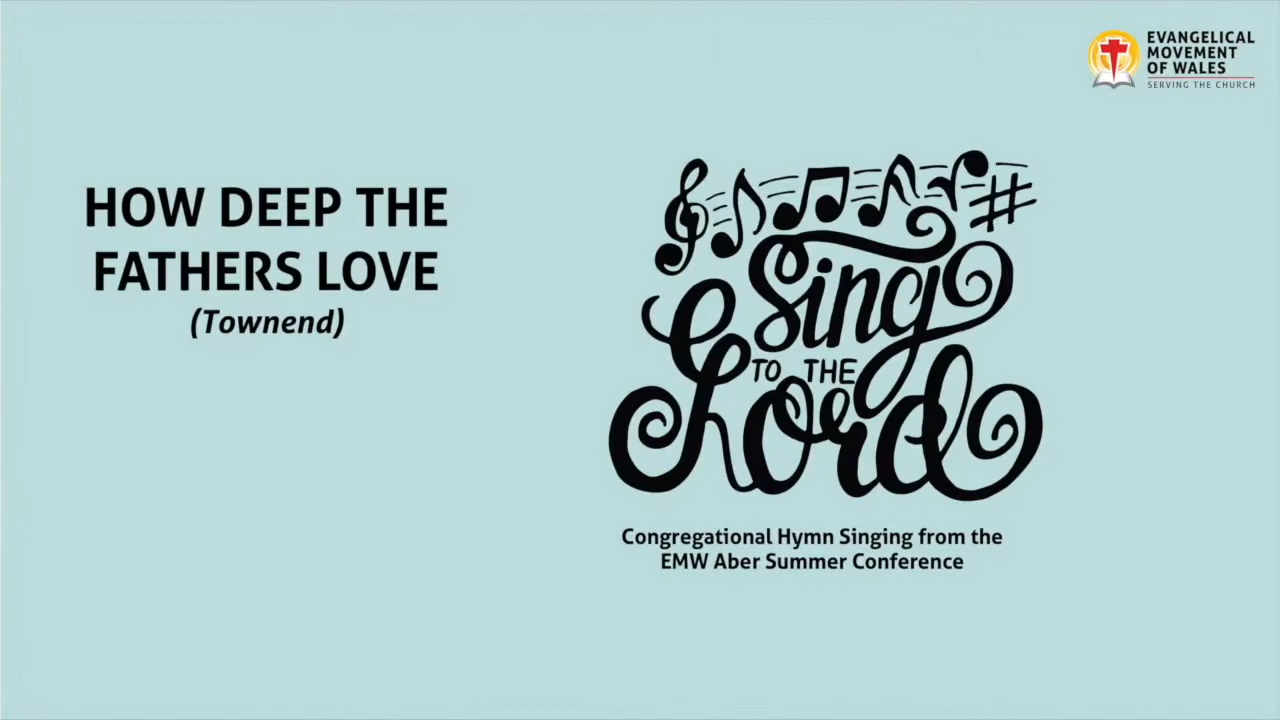 EVANGELICAL
MOVEMENT
OF WALES
SERVING THE CHURCH
HOW DEEP THE
FATHERS LOVE
(Townend)
Sing
TO THE
Lord
Congregational Hymn Singing from the
EMW Aber Summer Conference